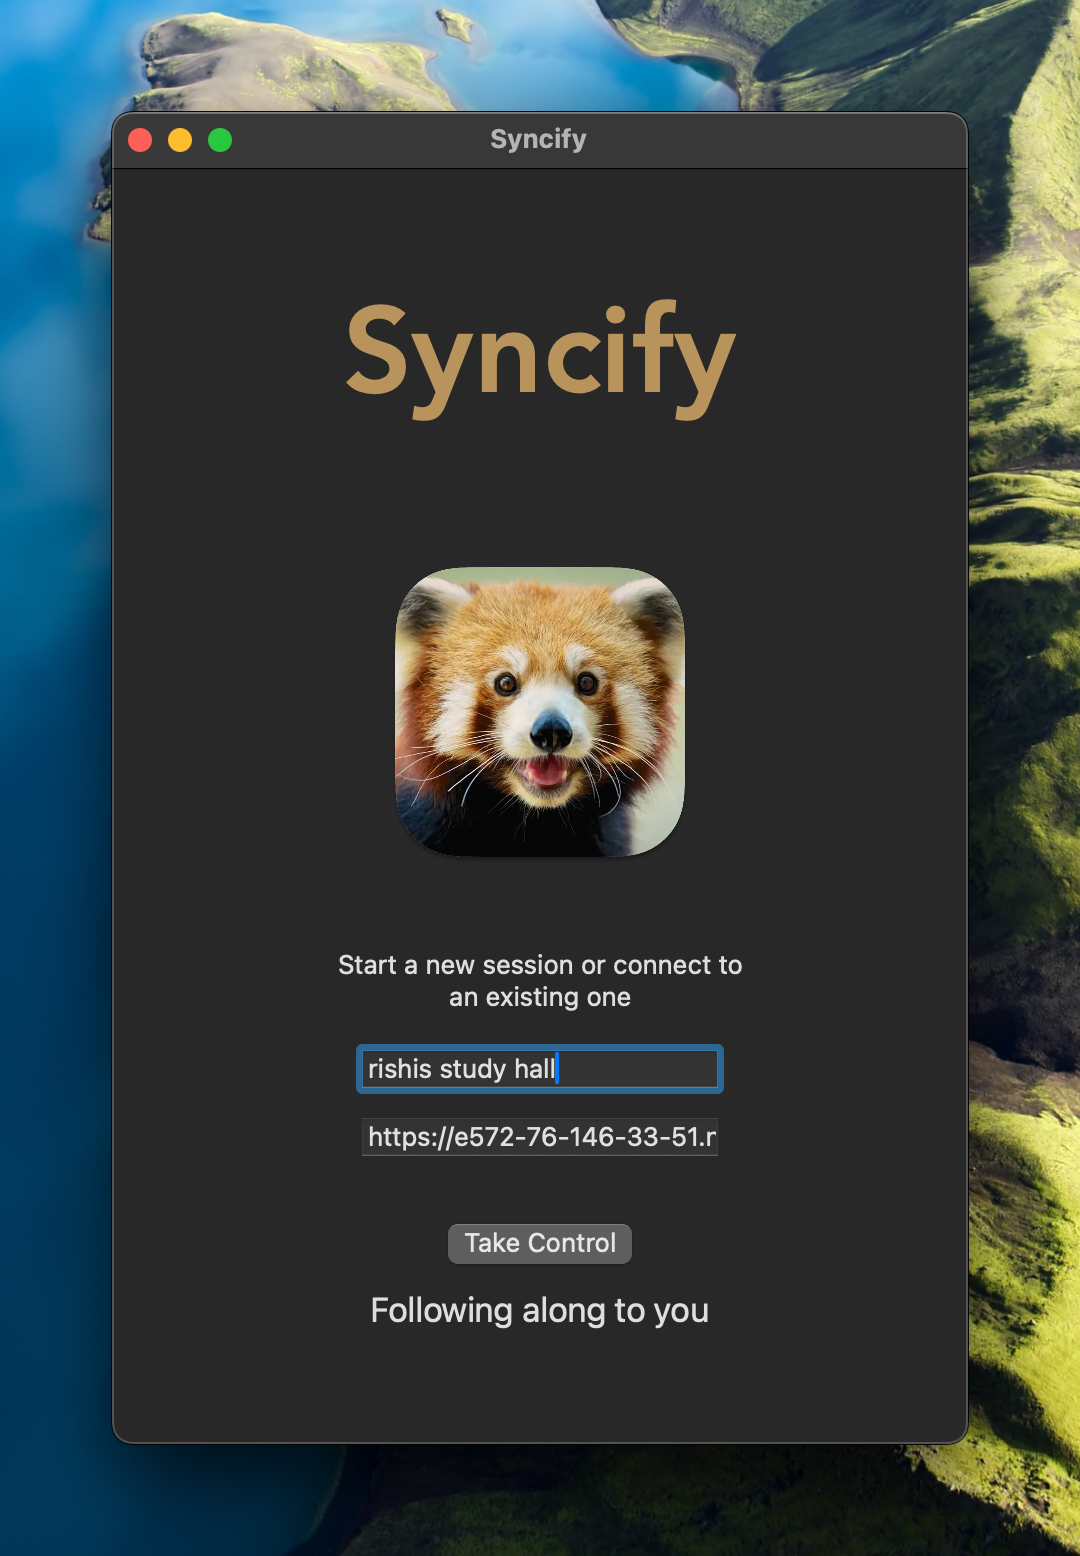 Syncify
Syncify
Start a new session or connect to
an existing one
rishis study hall
https://e572-76-146-33-51.r
Take Control
Following along to you